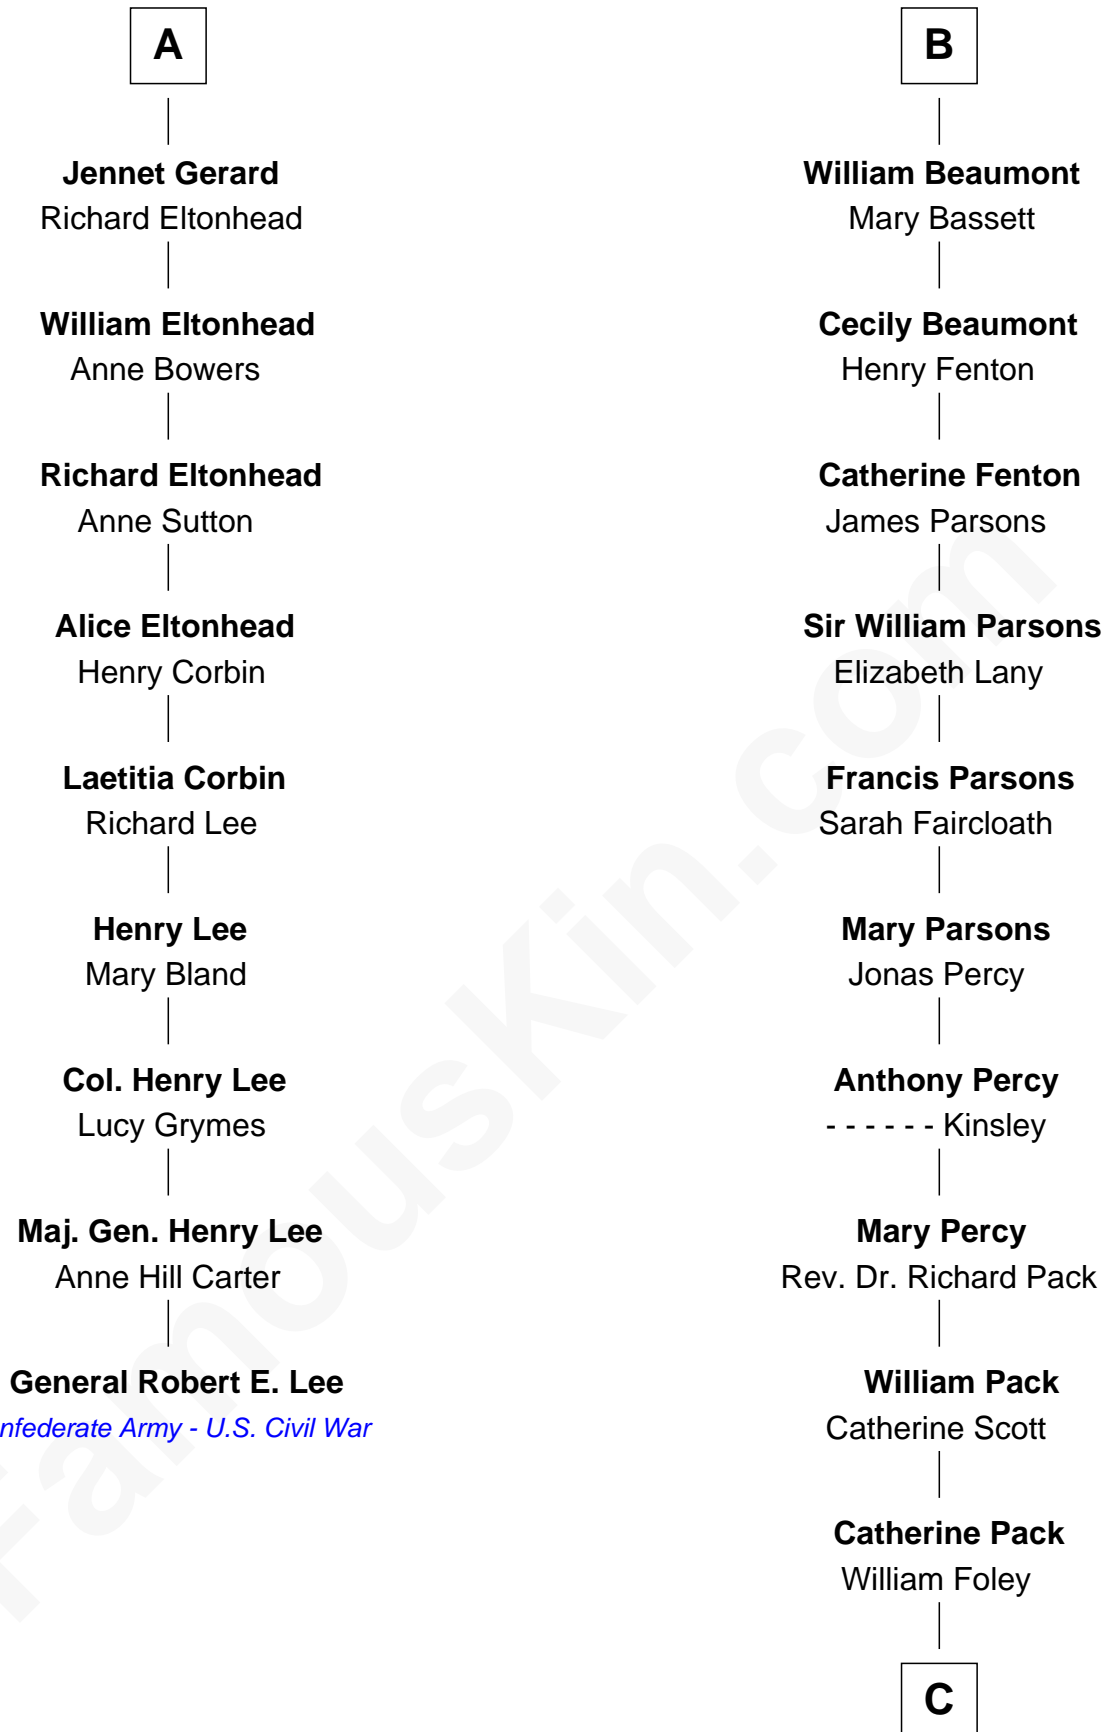 A
Jennet Gerard
Richard Eltonhead
William Eltonhead
Anne Bowers
Richard Eltonhead
Anne Sutton
Alice Eltonhead
Henry Corbin
Laetitia Corbin
Richard Lee
Henry Lee
Mary Bland
Col. Henry Lee
Lucy Grymes
Maj. Gen. Henry Lee
Anne Hill Carter
General Robert E. Lee
nfederate Army - U.S. Civil War
B
William Beaumont
Mary Bassett
Cecily Beaumont
Henry Fenton
Catherine Fenton
James Parsons
Sir William Parsons
Elizabeth Lany
Francis Parsons
Sarah Faircloath
Mary Parsons
Jonas Percy
Anthony Percy
- - - - - - Kinsley
Mary Percy
Rev. Dr. Richard Pack
William Pack
Catherine Scott
Catherine Pack
William Foley
C
FamousKin.com